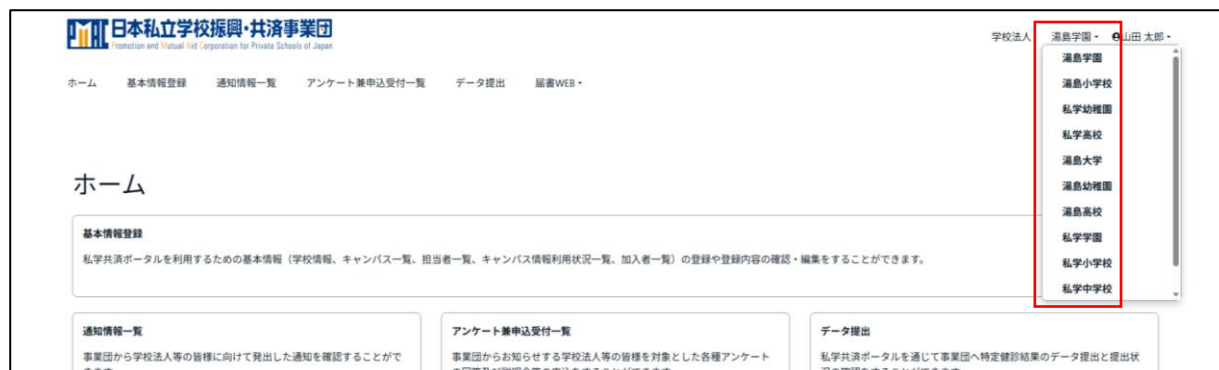 日本私立学校振興・共済事業団
Promotion and Mutual Aid Corporation for Private Schools of Japan
学校法人 湯島学園 山田 太郎
ホーム 基本情報登録 通知情報一覧 アンケート兼申込受付一覧 データ提出 届書WEB
湯島学園
湯島小学校
私学幼稚園
私学高校
湯島大学
湯島幼稚園
湯島高校
私学学園
私学小学校
私学中学校
ホーム
基本情報登録
私学共済ポータルを利用するための基本情報（学校情報、キャンパス一覧、担当者一覧、キャンパス情報利用状況一覧、加入者一覧）の登録や登録内容の確認・編集をすることができます。
通知情報一覧
事業団から学校法人等の皆様に向けて発出した通知を確認することがで
アンケート兼申込受付一覧
事業団からお知らせする学校法人等の皆様を対象とした各種アンケート
データ提出
私学共済ポータルを通じて事業団へ特定健診結果のデータ提出と提出状